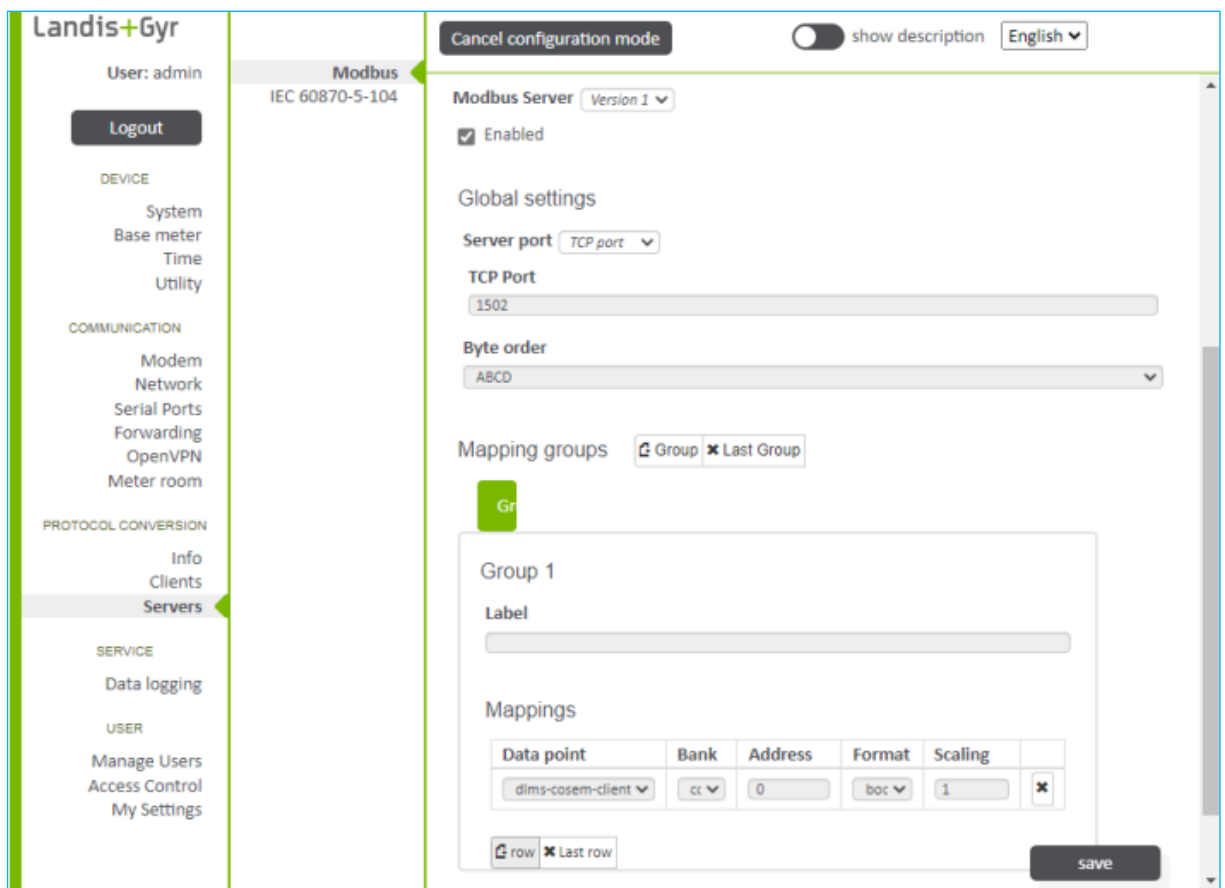 Landis+Gyr
User: admin
Logout
DEVICE
System
Base meter
Time
Utility
COMMUNICATION
Modem
Network
Serial Ports
Forwarding
OpenVPN
Meter room
PROTOCOL CONVERSION
Info
Clients
Servers
SERVICE
Data logging
USER
Manage Users
Access Control
My Settings
Modbus
IEC 60870-5-104
Cancel configuration mode
show description English
Modbus Server Version 1
Enabled
Global settings
Server port TCP port
TCP Port
1502
Byte order
ABCD
Mapping groups Group Last Group
Gr
Group 1
Label
Mappings
Data point Bank Address Format Scaling
dlms-cosem-client 0 1
row Last row
save